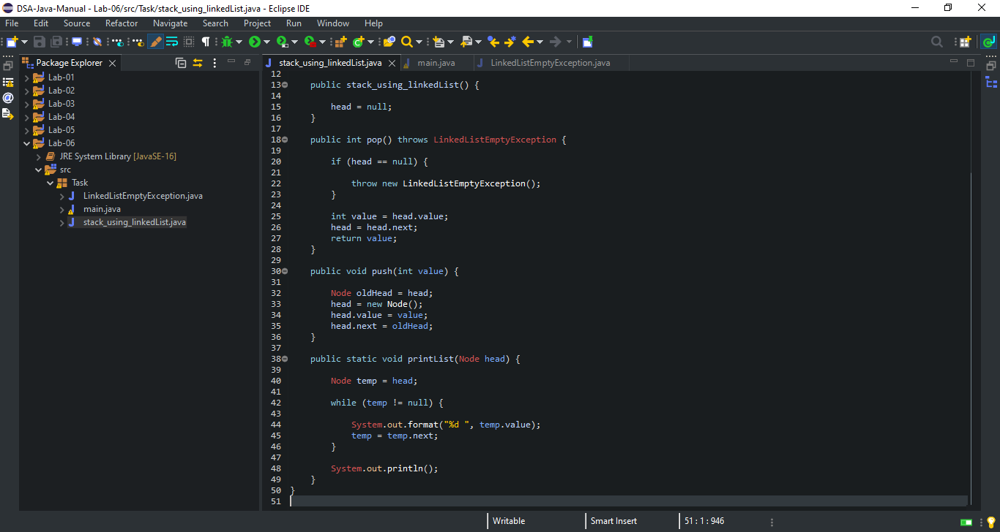 DSA-Java-Manual - Lab-06/src/Task/stack_using_linkedList.java - Eclipse IDE
File Edit Source Refactor Navigate Search Project Run Window Help
Package Explorer
Lab-01
Lab-02
Lab-03
Lab-04
Lab-05
Lab-06
JRE System Library [JavaSE-16]
src
Task
LinkedListEmptyException.java
main.java
stack_using_linkedList.java
stack_using_linkedList.java main.java LinkedListEmptyException.java
12
13 public stack_using_linkedList() {
14
15 head = null;
16 }
17
18 public int pop() throws LinkedListEmptyException {
19
20 if (head == null) {
21
22 throw new LinkedListEmptyException();
23 }
24
25 int value = head.value;
26 head = head.next;
27 return value;
28 }
29
30 public void push(int value) {
31
32 Node oldHead = head;
33 head = new Node();
34 head.value = value;
35 head.next = oldHead;
36 }
37
38 public static void printList(Node head) {
39
40 Node temp = head;
41
42 while (temp != null) {
43
44 System.out.format("%d ", temp.value);
45 temp = temp.next;
46 }
47
48 System.out.println();
49 }
50 }
51
Writable Smart Insert 51 : 1 : 946